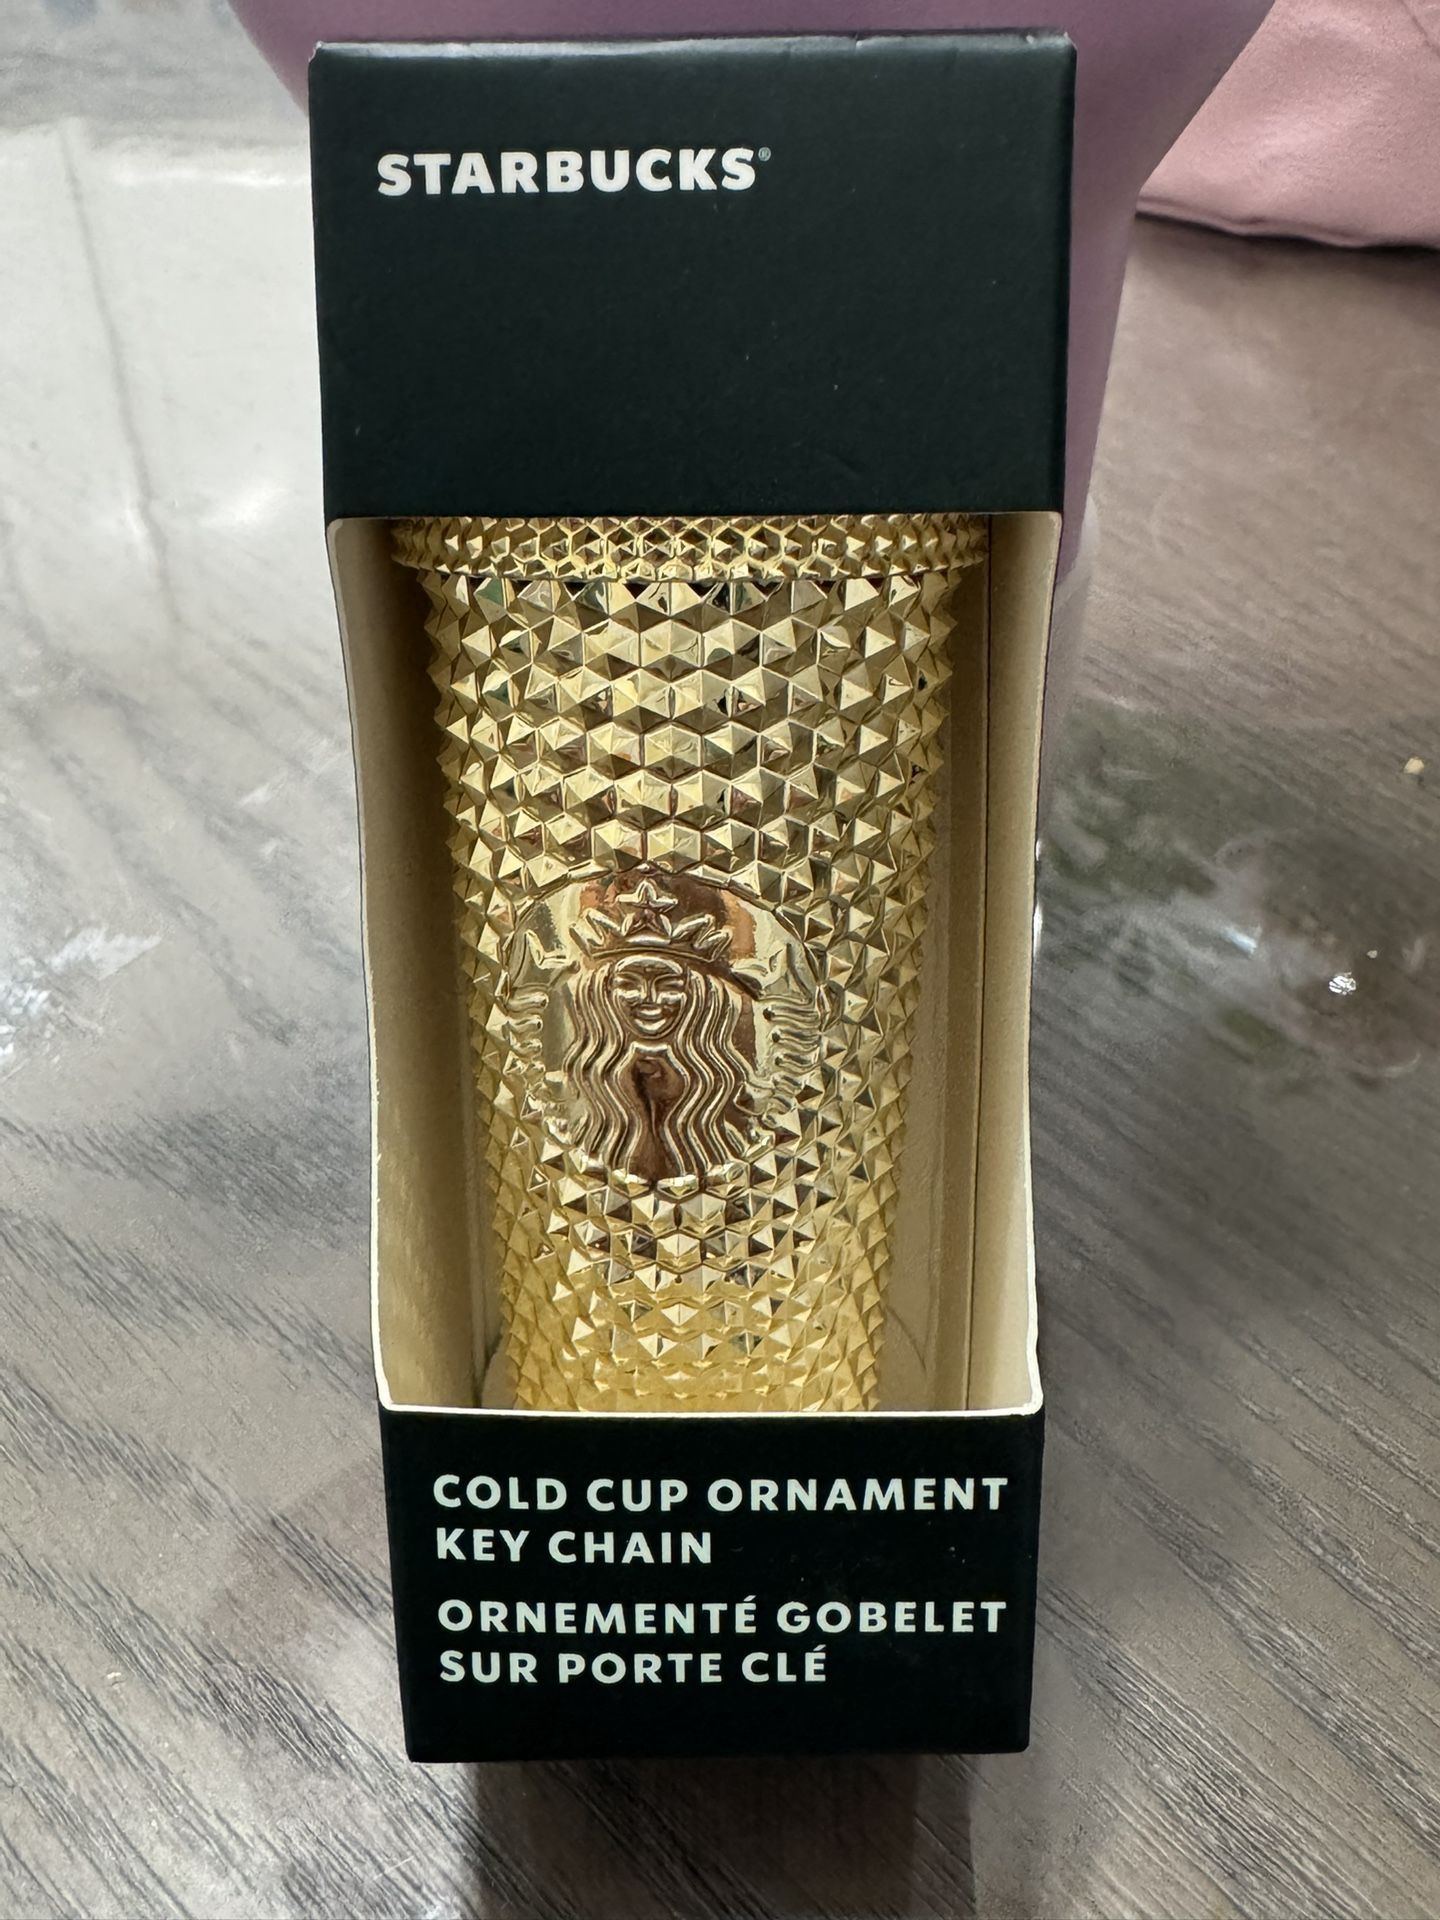 STARBUCKS®
COLD CUP ORNAMENT
KEY CHAIN
ORNEMENTÉ GOBELET
SUR PORTE CLÉ